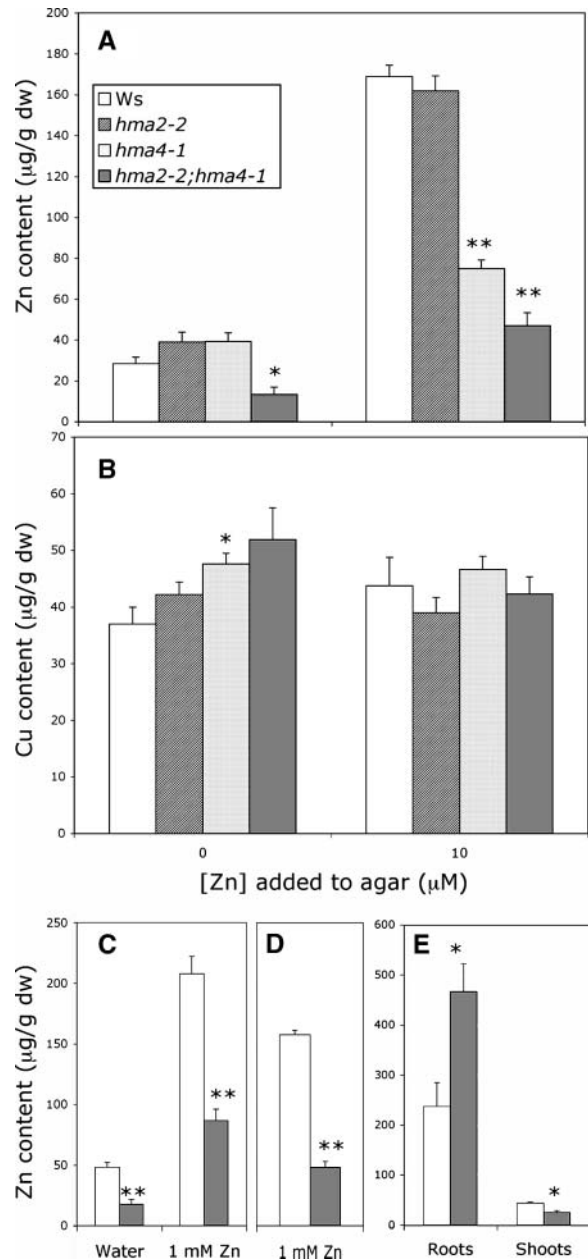 A
Zn content (µg/g dw)
200
180
160
140
120
100
80
60
40
20
0
Ws
hma2-2
hma4-1
hma2-2;hma4-1
*
**
**
B
Cu content (µg/g dw)
70
60
50
40
30
20
10
0
*
0
10
[Zn] added to agar (µM)
C
Zn content (µg/g dw)
250
200
150
100
50
0
**
**
Water
1 mM Zn
D
**
1 mM Zn
E
600
500
400
300
200
100
0
*
*
Roots
Shoots